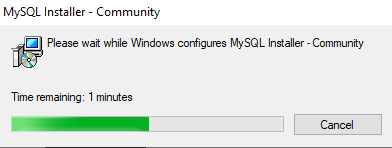 MySQL Installer - Community
Please wait while Windows configures MySQL Installer - Community
Time remaining: 1 minutes
Cancel